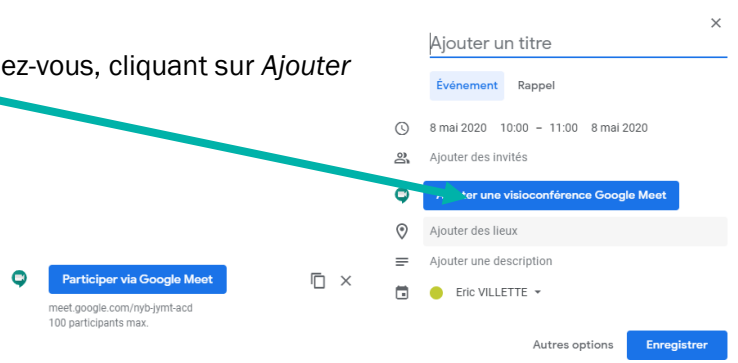 ez-vous, cliquant sur Ajouter
Ajouter un titre
Événement Rappel
8 mai 2020 10:00 – 11:00 8 mai 2020
Ajouter des invités
une visioconférence Google Meet
Ajouter des lieux
Ajouter une description
Eric VILLETTE
Autres options Enregistrer
Participer via Google Meet
meet.google.com/nyb-jymt-acd
100 participants max.